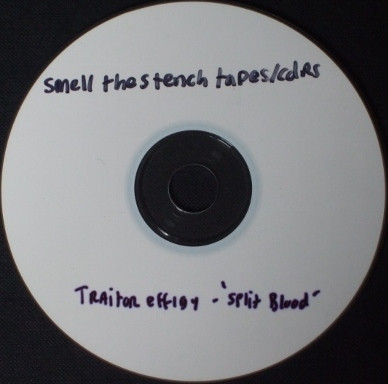 smell the stench tapes/cdRs
TRAitor effigy - "split Blood"